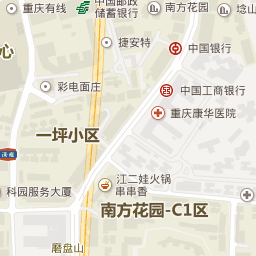 重庆有线
中国邮政
储蓄银行
南方花园
捷安特
中国银行
心
彩电面庄
中国工商银行
重庆康华医院
一坪小区
江二娃火锅
串串香
科园服务大厦
南方花园-C1区
磨盘山